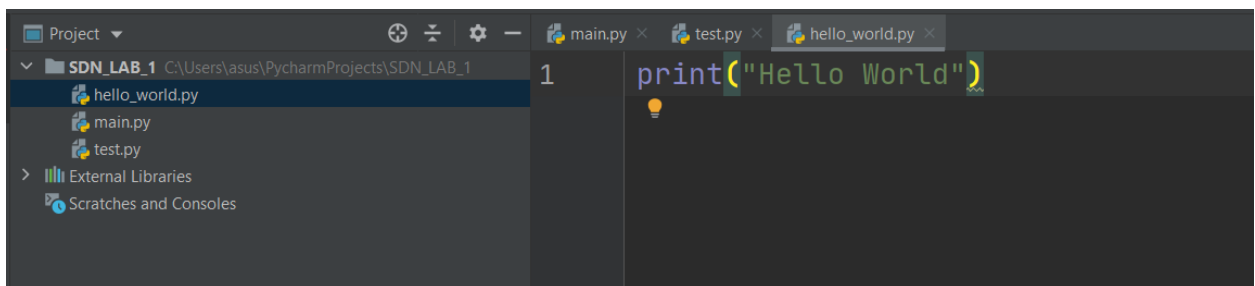 Project
SDN_LAB_1 C:\Users\asus\PycharmProjects\SDN_LAB_1
hello_world.py
main.py
test.py
External Libraries
Scratches and Consoles
main.py test.py hello_world.py
1 print("Hello World")